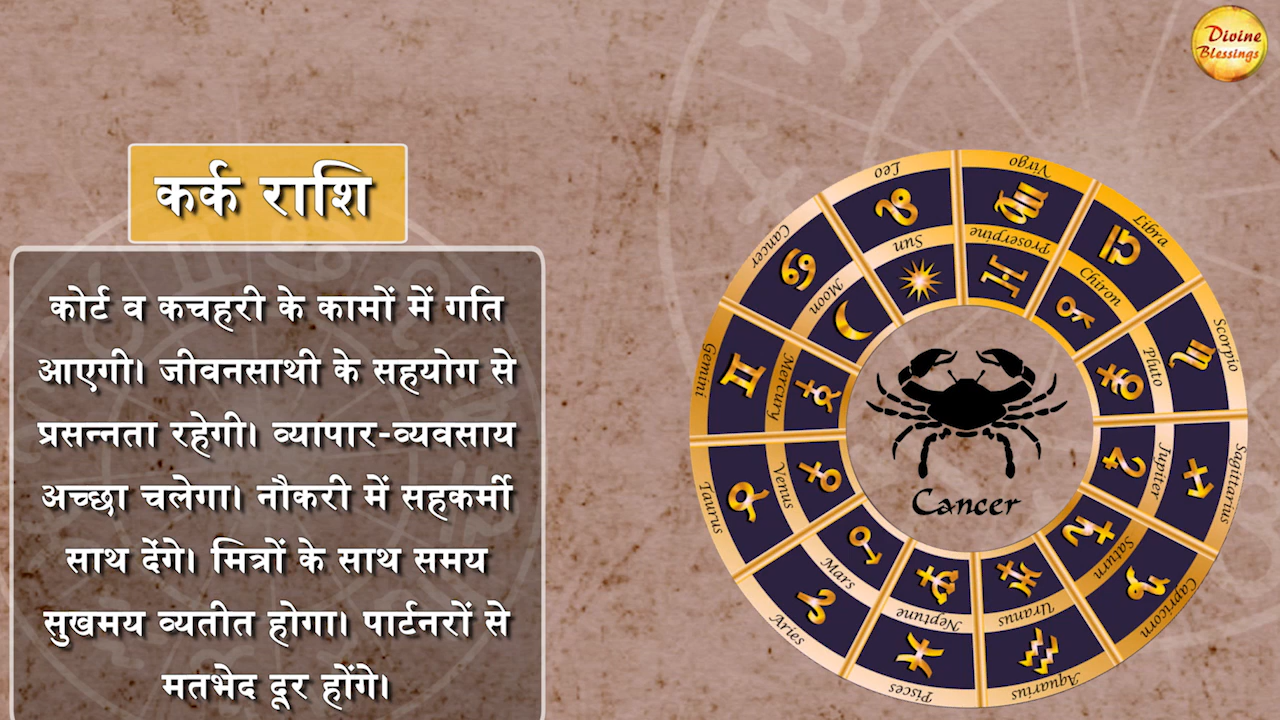 Divine
Blessings
कर्क राशि
कोर्ट व कचहरी के कामों में गति
आएगी। जीवनसाथी के सहयोग से
प्रसन्नता रहेगी। व्यापार-व्यवसाय
अच्छा चलेगा। नौकरी में सहकर्मी
साथ देंगे। मित्रों के साथ समय
सुखमय व्यतीत होगा। पार्टनरों से
मतभेद दूर होंगे।
Leo
Virgo
Libra
Scorpio
Sagittarius
Capricorn
Aquarius
Pisces
Aries
Taurus
Gemini
Cancer
Sun
Proserpine
Chiron
Pluto
Jupiter
Saturn
Uranus
Neptune
Mars
Venus
Mercury
Moon
Cancer